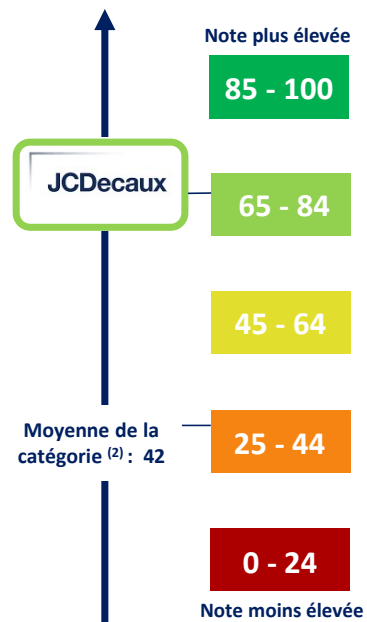 Note plus élevée
85 - 100
JCDecaux
65 - 84
45 - 64
Moyenne de la
catégorie (2) : 42
25 - 44
0 - 24
Note moins élevée